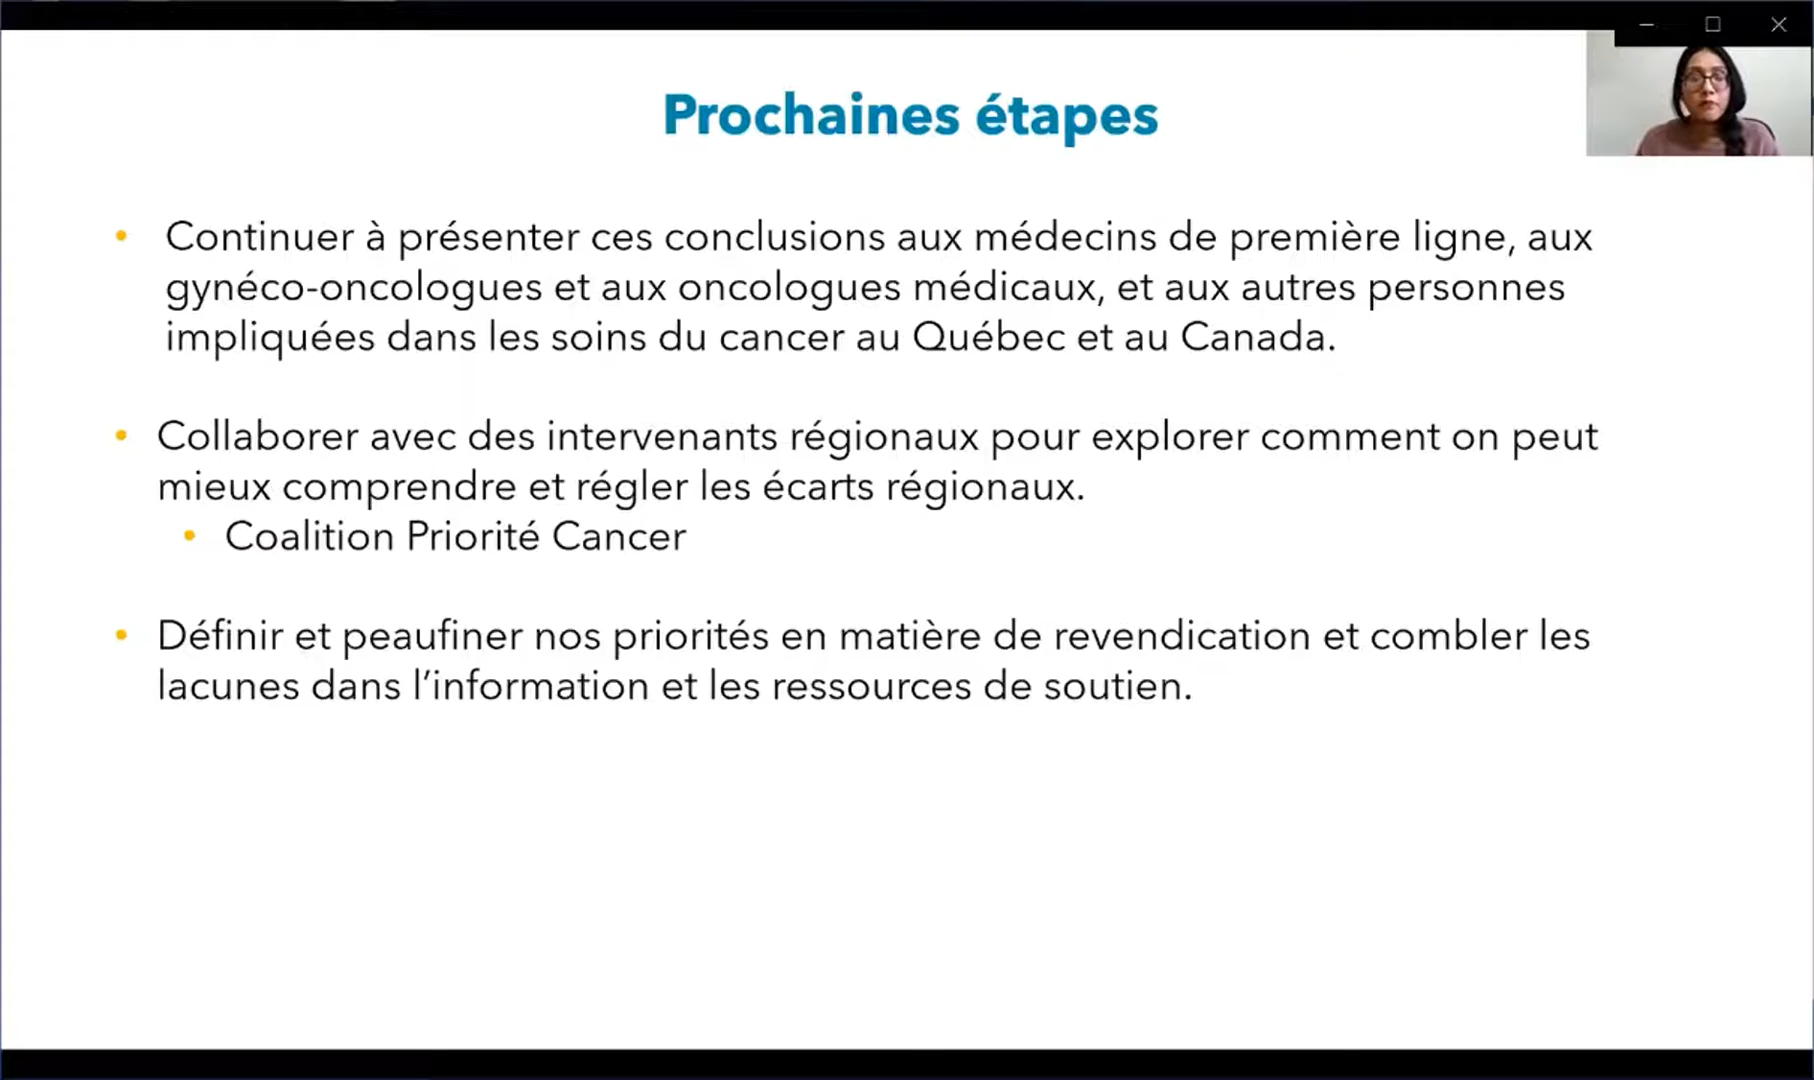 Prochaines étapes
• Continuer à présenter ces conclusions aux médecins de première ligne, aux
gynéco-oncologues et aux oncologues médicaux, et aux autres personnes
impliquées dans les soins du cancer au Québec et au Canada.
• Collaborer avec des intervenants régionaux pour explorer comment on peut
mieux comprendre et régler les écarts régionaux.
• Coalition Priorité Cancer
• Définir et peaufiner nos priorités en matière de revendication et combler les
lacunes dans l’information et les ressources de soutien.